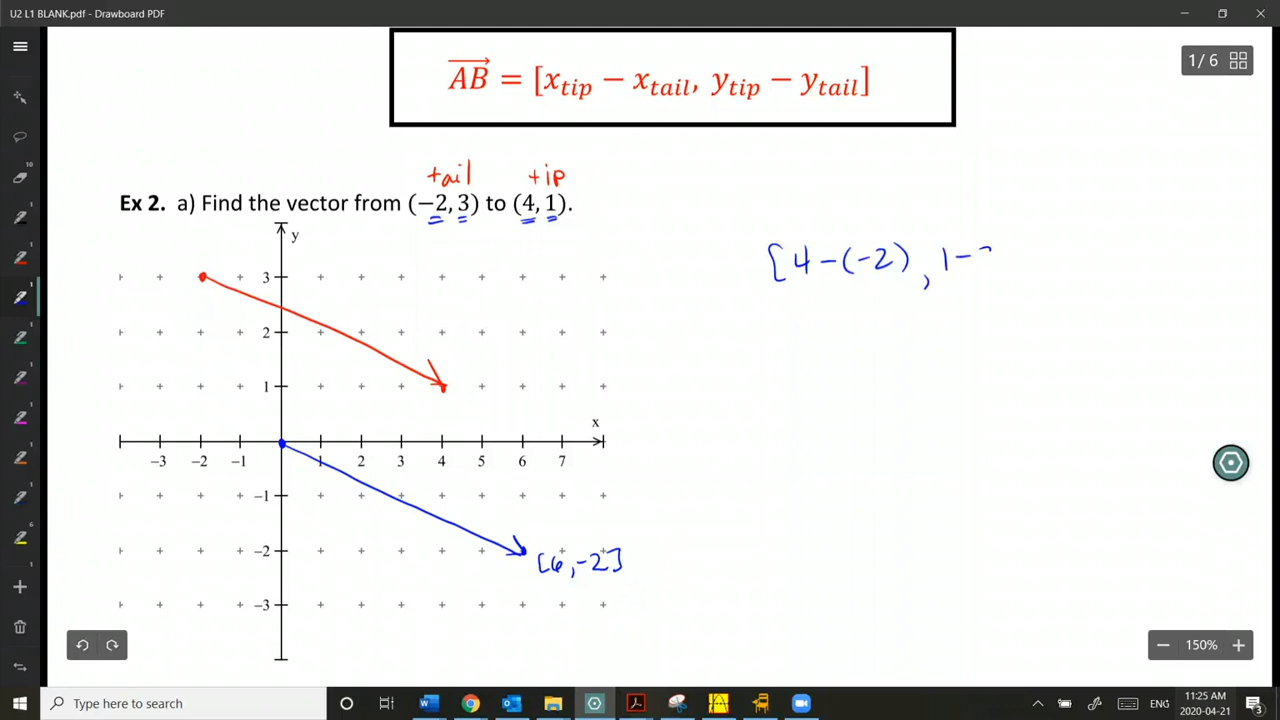 U2 L1 BLANK.pdf - Drawboard PDF
1 / 6
AB = [x_tip − x_tail, y_tip − y_tail]
tail tip
Ex 2. a) Find the vector from (−2, 3) to (4, 1).
[4-(-2), 1-
y
3
2
1
x
−3 −2 −1 1 2 3 4 5 6 7
−1
−2
[6,-2]
−3
150%
Type here to search
ENG
11:25 AM
2020-04-21
3